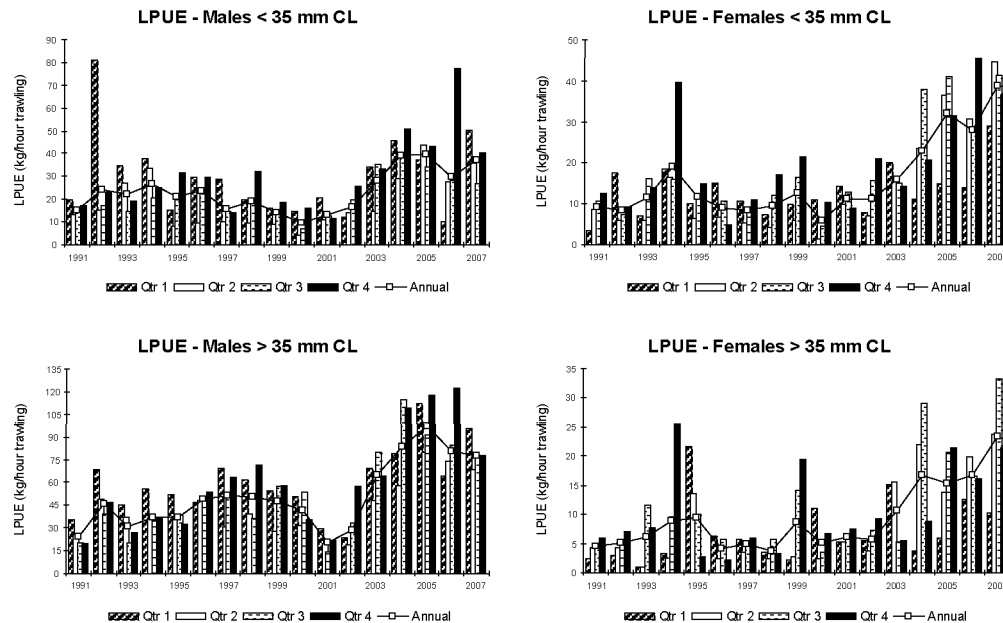 LPUE - Males < 35 mm CL
LPUE (kg/hour trawling)
90
80
70
60
50
40
30
20
10
0
1991 1993 1995 1997 1999 2001 2003 2005 2007
Qtr 1 Qtr 2 Qtr 3 Qtr 4 Annual
LPUE - Females < 35 mm CL
LPUE (kg/hour trawling)
50
40
30
20
10
0
1991 1993 1995 1997 1999 2001 2003 2005 200
Qtr 1 Qtr 2 Qtr 3 Qtr 4 Annual
LPUE - Males > 35 mm CL
LPUE (kg/hour trawling)
135
120
105
90
75
60
45
30
15
0
1991 1993 1995 1997 1999 2001 2003 2005 2007
Qtr 1 Qtr 2 Qtr 3 Qtr 4 Annual
LPUE - Females > 35 mm CL
LPUE (kg/hour trawling)
35
30
25
20
15
10
5
0
1991 1993 1995 1997 1999 2001 2003 2005 200
Qtr 1 Qtr 2 Qtr 3 Qtr 4 Annual